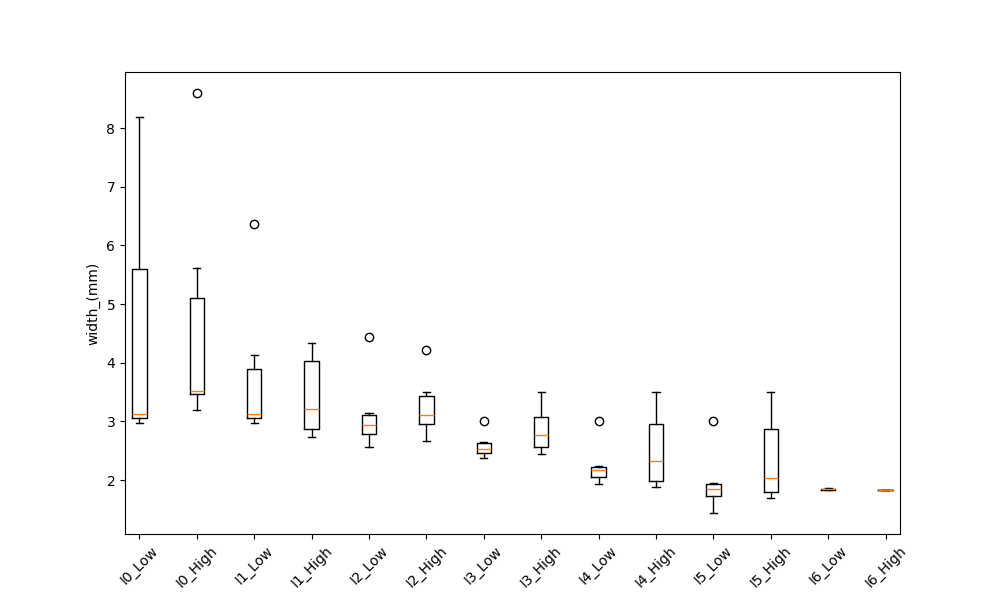 width_(mm)
8
7
6
5
4
3
2
I0_Low
I0_High
I1_Low
I1_High
I2_Low
I2_High
I3_Low
I3_High
I4_Low
I4_High
I5_Low
I5_High
I6_Low
I6_High